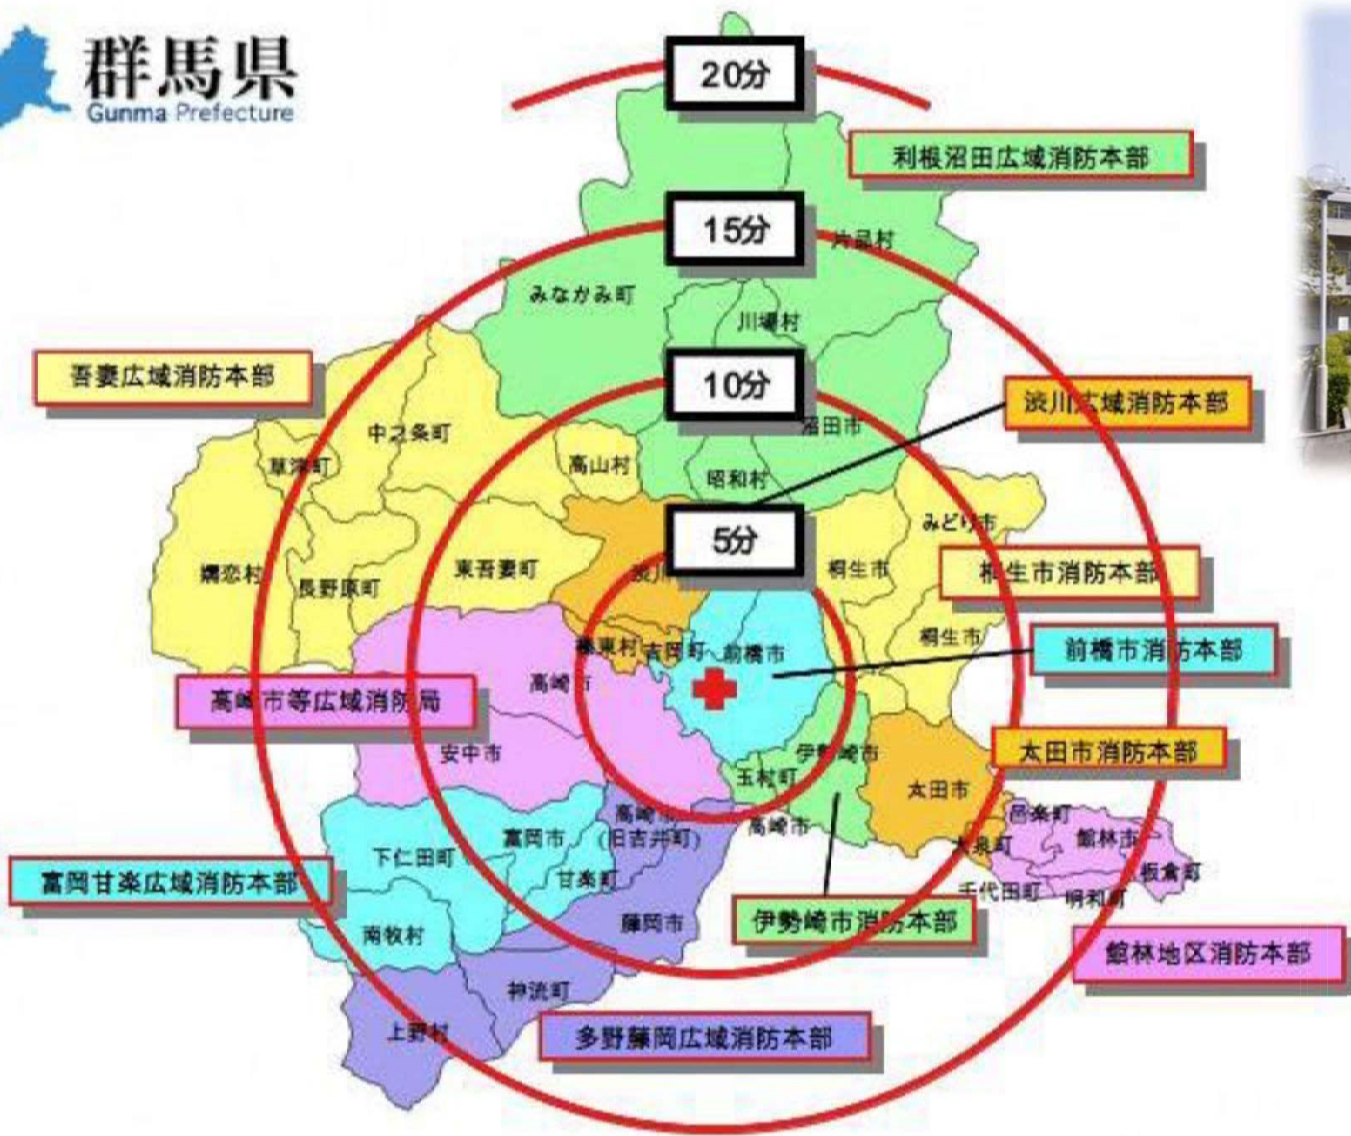 群馬県
Gunma Prefecture
20分
利根沼田広域消防本部
15分
片品村
みなかみ町
川場村
吾妻広域消防本部
10分
渋川広域消防本部
沼田市
中之条町
草津町
高山村
昭和村
みどり市
5分
嬬恋村
長野原町
東吾妻町
渋川
桐生市
桐生市消防本部
榛東村
吉岡町
前橋市
桐生市
前橋市消防本部
高崎市等広域消防局
高崎市
安中市
伊勢崎市
玉村町
太田市消防本部
太田市
高崎市
(旧吉井町)
高崎市
邑楽町
大泉町
館林市
板倉町
千代田町
明和町
下仁田町
富岡市
甘楽町
富岡甘楽広域消防本部
南牧村
藤岡市
伊勢崎市消防本部
館林地区消防本部
神流町
上野村
多野藤岡広域消防本部